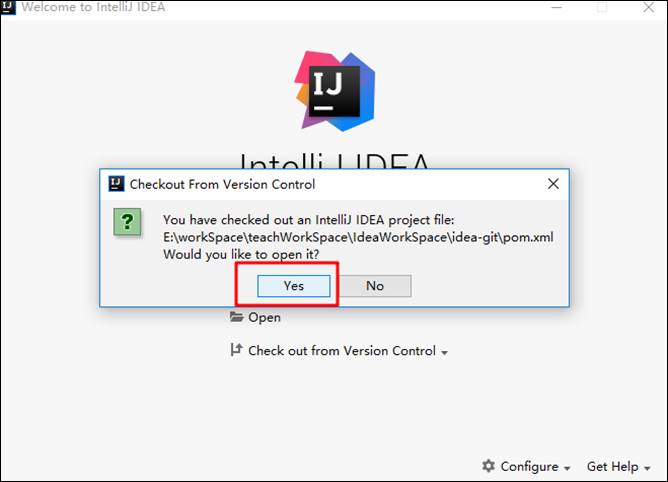 IJ
Welcome to IntelliJ IDEA
IJ
IntelliJ IDEA
IJ
Checkout From Version Control
?
You have checked out an IntelliJ IDEA project file:
E:\workSpace\teachWorkSpace\IdeaWorkSpace\idea-git\pom.xml
Would you like to open it?
Yes
No
Open
Check out from Version Control
Configure
Get Help